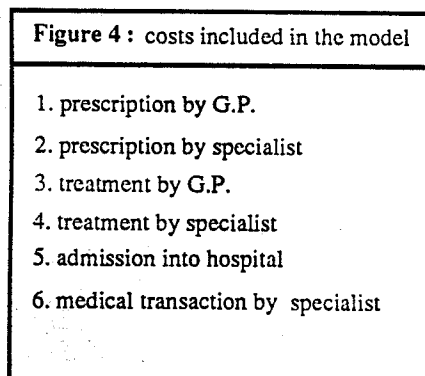 Figure 4 : costs included in the model
1. prescription by G.P.
2. prescription by specialist
3. treatment by G.P.
4. treatment by specialist
5. admission into hospital
6. medical transaction by specialist